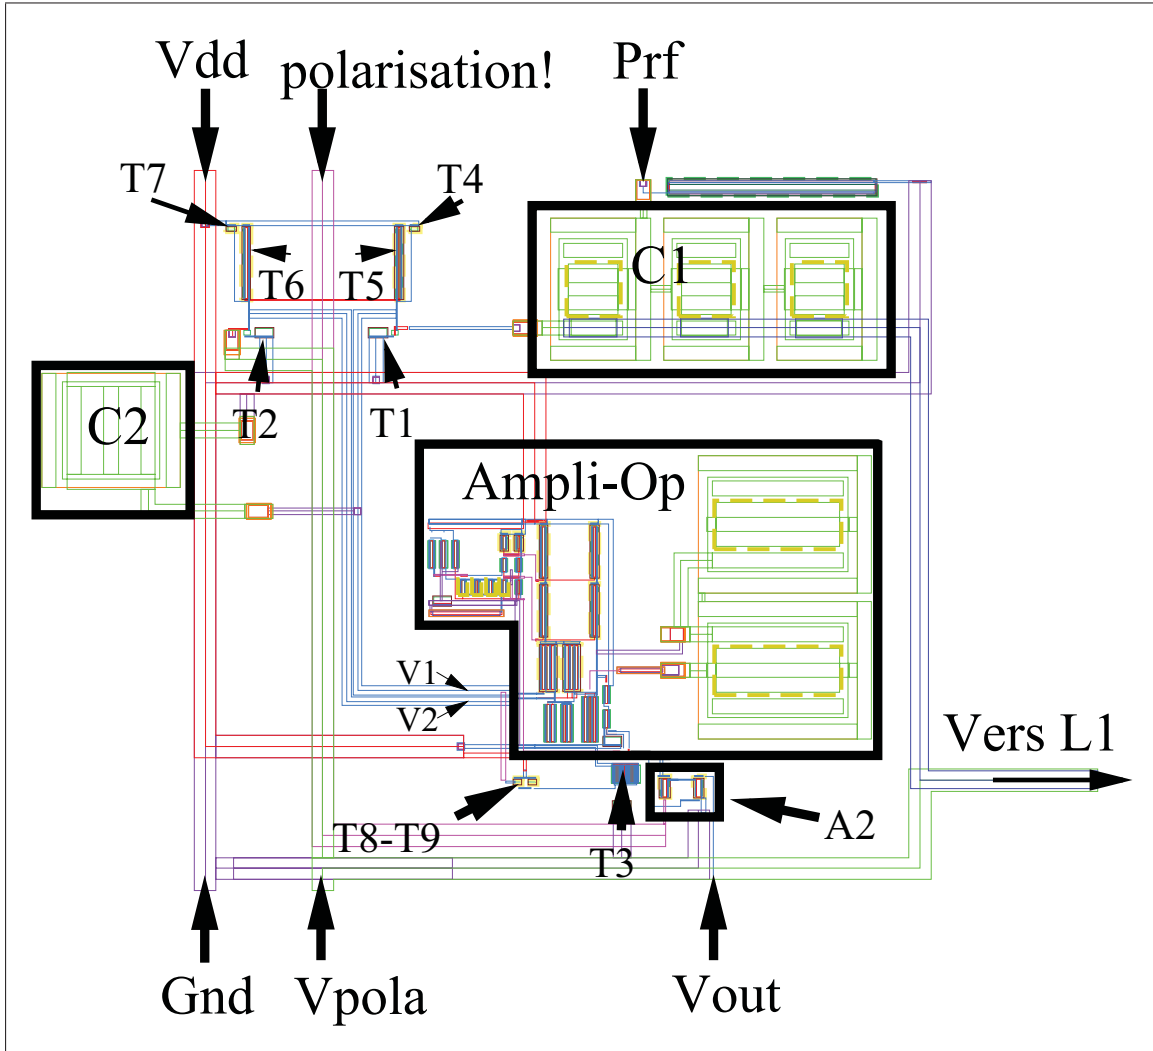 Vdd
polarisation!
Prf
T7
T4
T6
T5
C1
T2
T1
C2
Ampli-Op
V1
V2
Vers L1
T8-T9
T3
A2
Gnd
Vpola
Vout